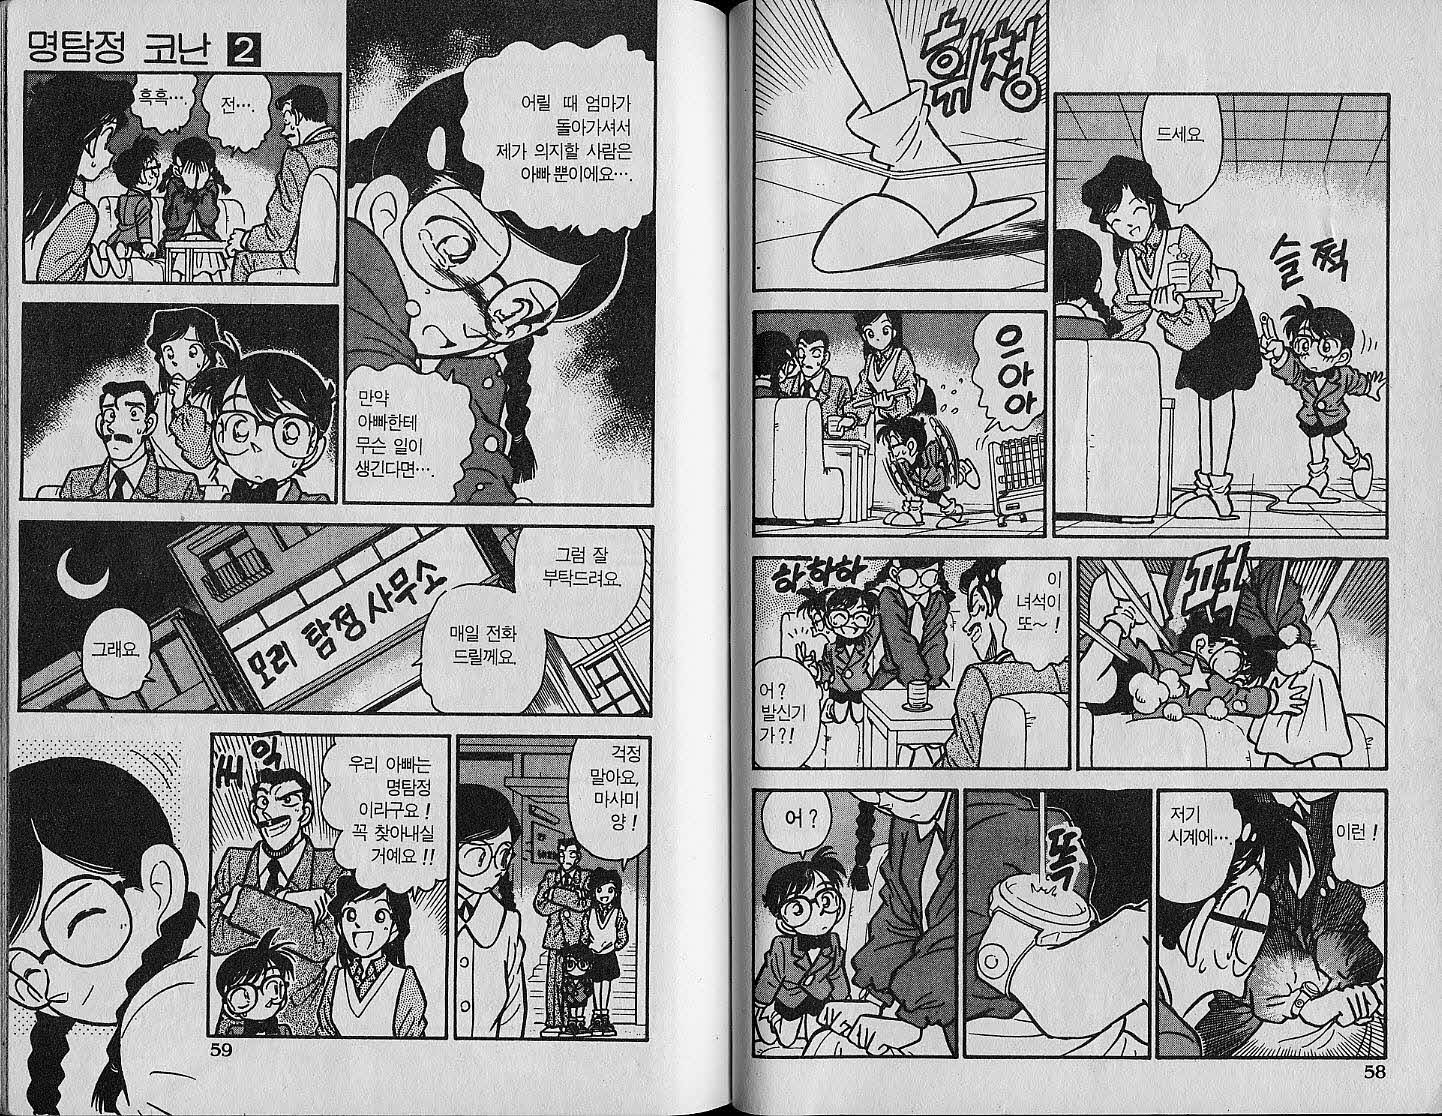 드세요.
슬쩍
휘청
으아아
팍
이
녀석이
또~!
하하하
어?
발신기
가?!
이런!
저기
시계에….
똑
어?
58
명탐정 코난 2
어릴 때 엄마가
돌아가셔서
제가 의지할 사람은
아빠뿐이에요….
만약
아빠한테
무슨 일이
생긴다면….
전….
흑흑….
그럼 잘
부탁드려요.
매일 전화
드릴께요.
모리 탐정 사무소
그래요.
걱정
말아요,
마사미
양!
우리 아빠는
명탐정
이라구요!
꼭 찾아내실
거예요!!
씨익
59